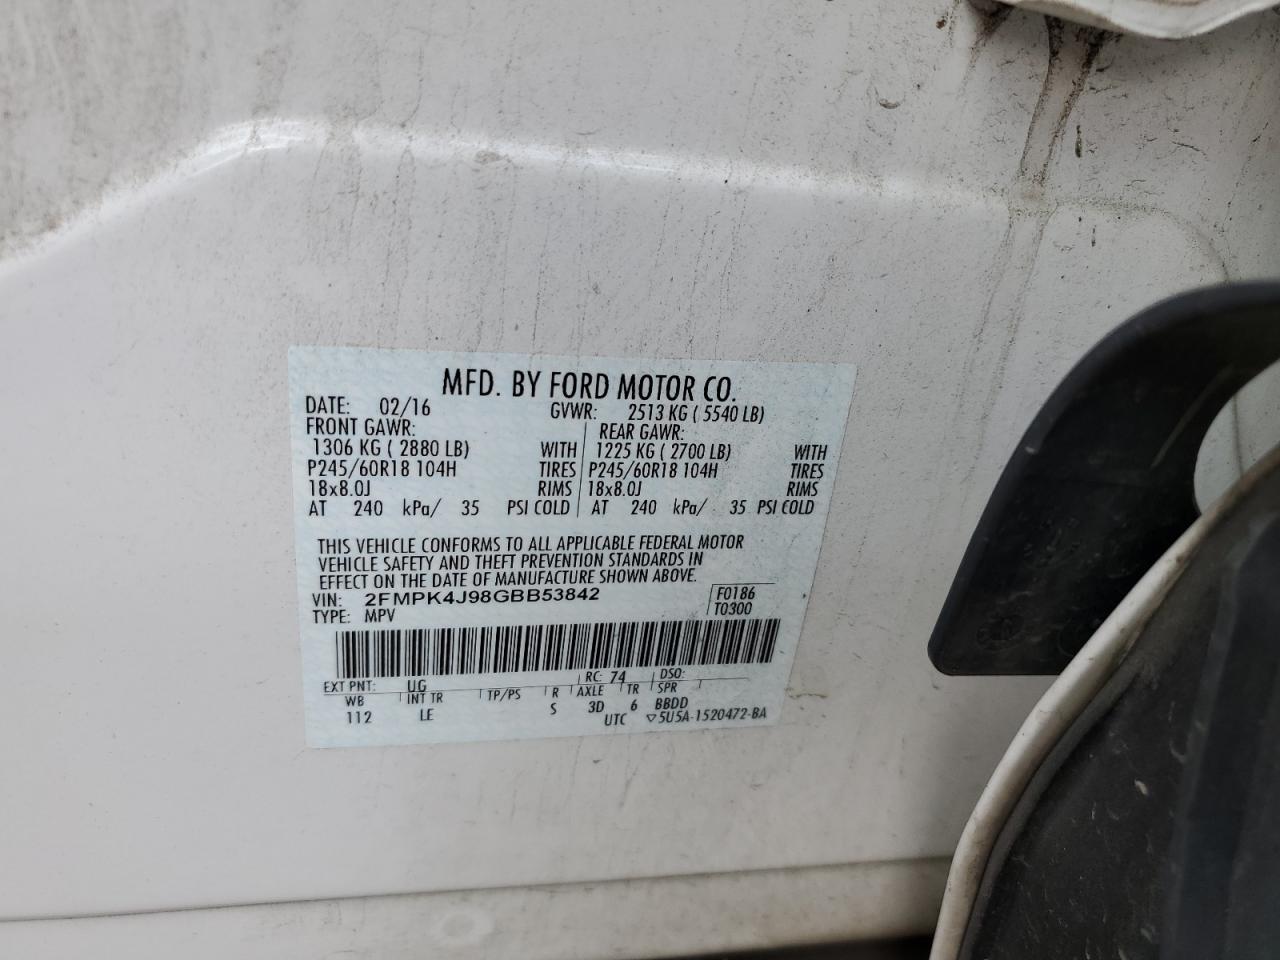 MFD. BY FORD MOTOR CO.
DATE: 02/16 GVWR: 2513 KG ( 5540 LB)
FRONT GAWR: REAR GAWR:
1306 KG ( 2880 LB) WITH 1225 KG ( 2700 LB) WITH
P245/60R18 104H TIRES P245/60R18 104H TIRES
18x8.0J RIMS 18x8.0J RIMS
AT 240 kPa/ 35 PSI COLD AT 240 kPa/ 35 PSI COLD
THIS VEHICLE CONFORMS TO ALL APPLICABLE FEDERAL MOTOR
VEHICLE SAFETY AND THEFT PREVENTION STANDARDS IN
EFFECT ON THE DATE OF MANUFACTURE SHOWN ABOVE.
VIN: 2FMPK4J98GBB53842 F0186
TYPE: MPV T0300
EXT PNT: UG RC: 74 DSO:
WB INT TR TP/PS R AXLE TR SPR
112 LE S 3D 6 BBDD
UTC ▽5U5A-1520472-BA